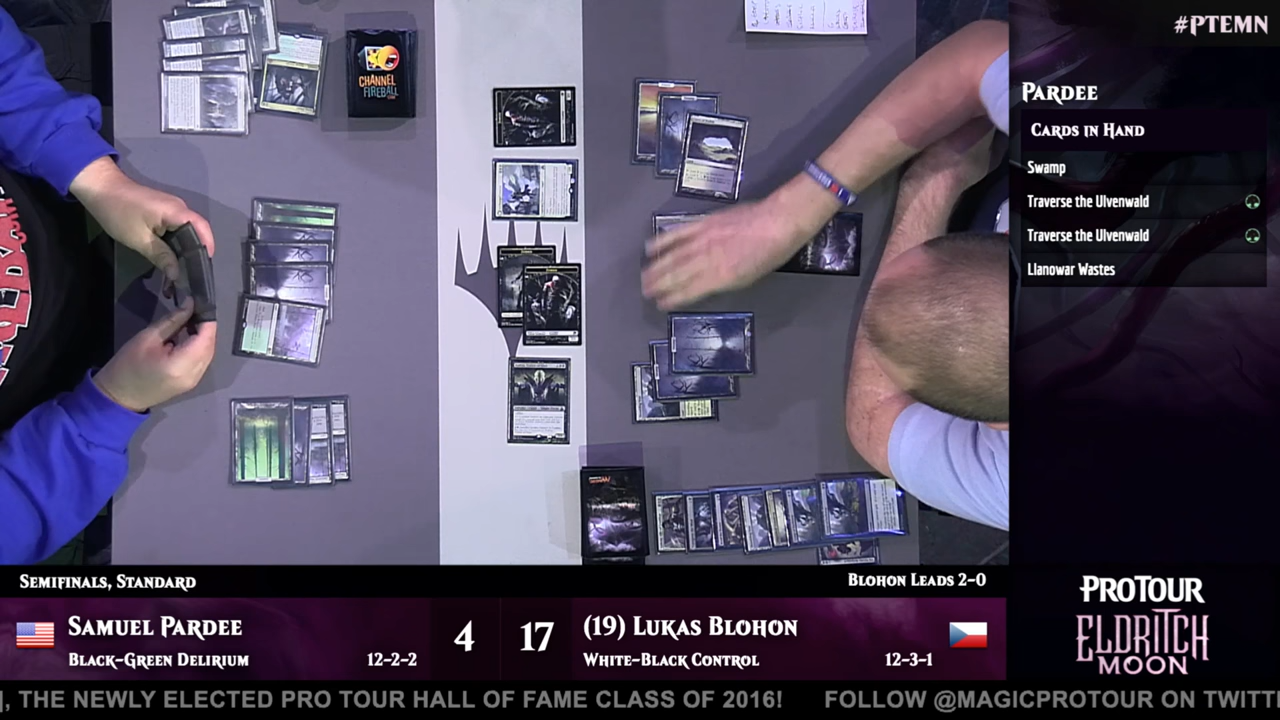 #PTEMN
PARDEE
CARDS IN HAND
Swamp
Traverse the Ulvenwald
Traverse the Ulvenwald
Llanowar Wastes
CHANNEL
FIREBALL
SEMIFINALS, STANDARD
BLOHON LEADS 2-0
SAMUEL PARDEE
4
17
(19) LUKAS BLOHON
BLACK-GREEN DELIRIUM
12-2-2
WHITE-BLACK CONTROL
12-3-1
PROTOUR
ELDRITCH
MOON
, THE NEWLY ELECTED PRO TOUR HALL OF FAME CLASS OF 2016!
FOLLOW @MAGICPROTOUR ON TWITT